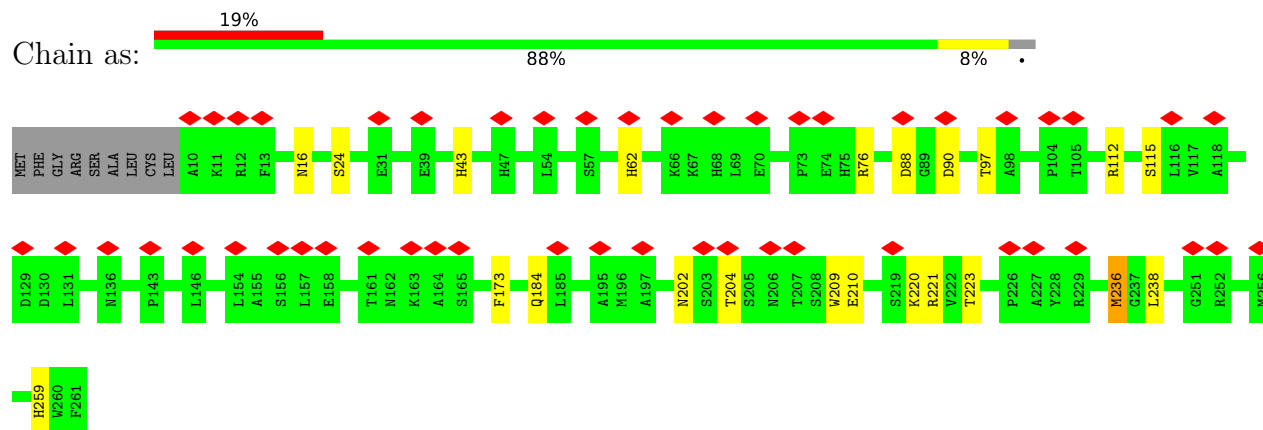 19%
Chain as:
88% 8% .
MET PHE GLY ARG SER ALA LEU CYS LEU A10 K11 R12 F13 N16 S24 E31 E39 H43 H47 L54 S57 H62 K66 K67 H68 L69 E70 P73 E74 H75 R76 D88 G89 D90 T97 A98 P104 T105 R112 S115 L116 V117 A118
D129 D130 L131 N136 P143 L146 L154 A155 S156 L157 E158 T161 N162 K163 A164 S165 F173 Q184 L185 A195 M196 A197 N202 S203 T204 S205 N206 T207 S208 W209 E210 S219 K220 R221 V222 T223 P226 A227 Y228 R229 M236 G237 L238 G251 R252
H259 W260 F261